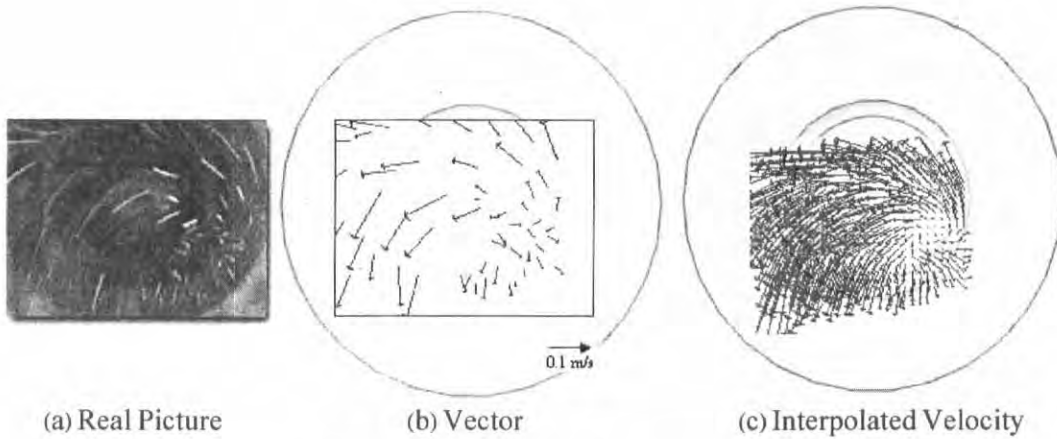 0.1 m/s
(a) Real Picture
(b) Vector
(c) Interpolated Velocity